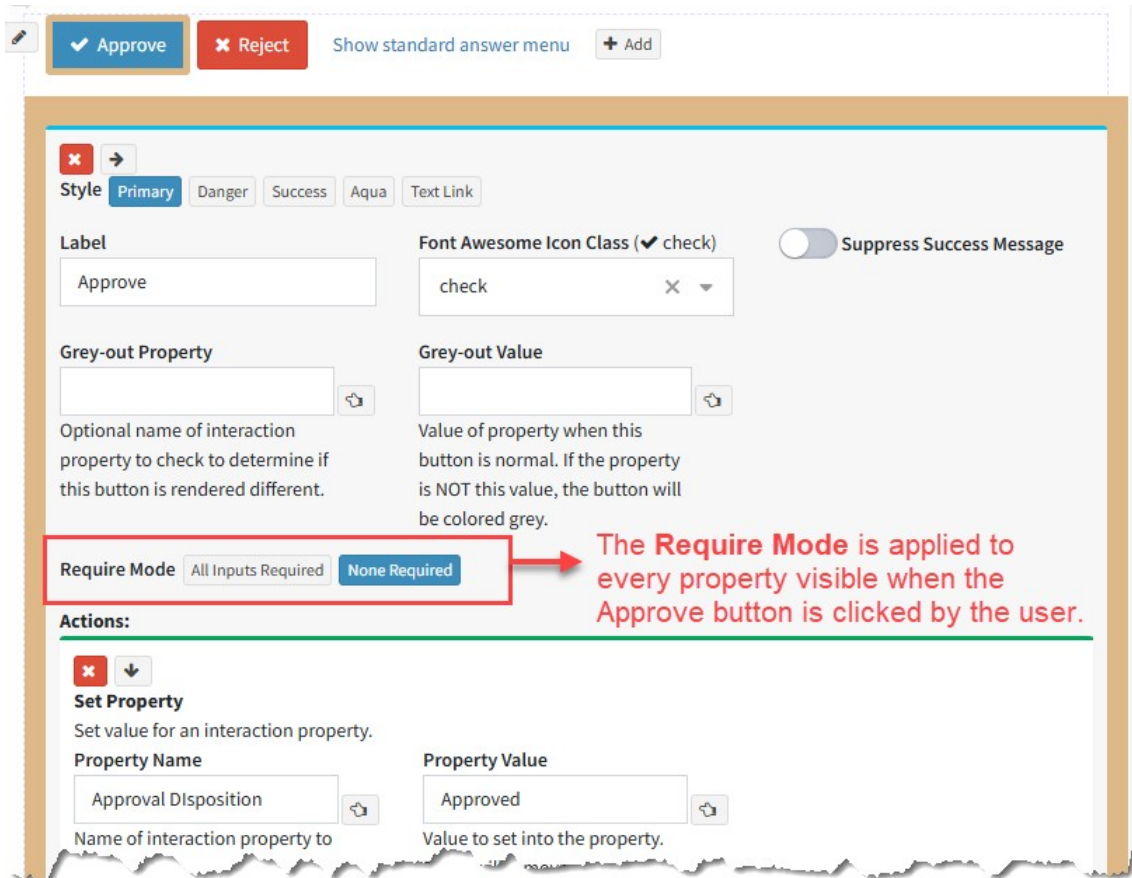 Approve Reject Show standard answer menu + Add
Style Primary Danger Success Aqua Text Link
Label Font Awesome Icon Class (✔ check) Suppress Success Message
Approve check
Grey-out Property Grey-out Value
Optional name of interaction
property to check to determine if
this button is rendered different.
Value of property when this
button is normal. If the property
is NOT this value, the button will
be colored grey.
Require Mode All Inputs Required None Required
The Require Mode is applied to
every property visible when the
Approve button is clicked by the user.
Actions:
Set Property
Set value for an interaction property.
Property Name Property Value
Approval DIsposition Approved
Name of interaction property to Value to set into the property.